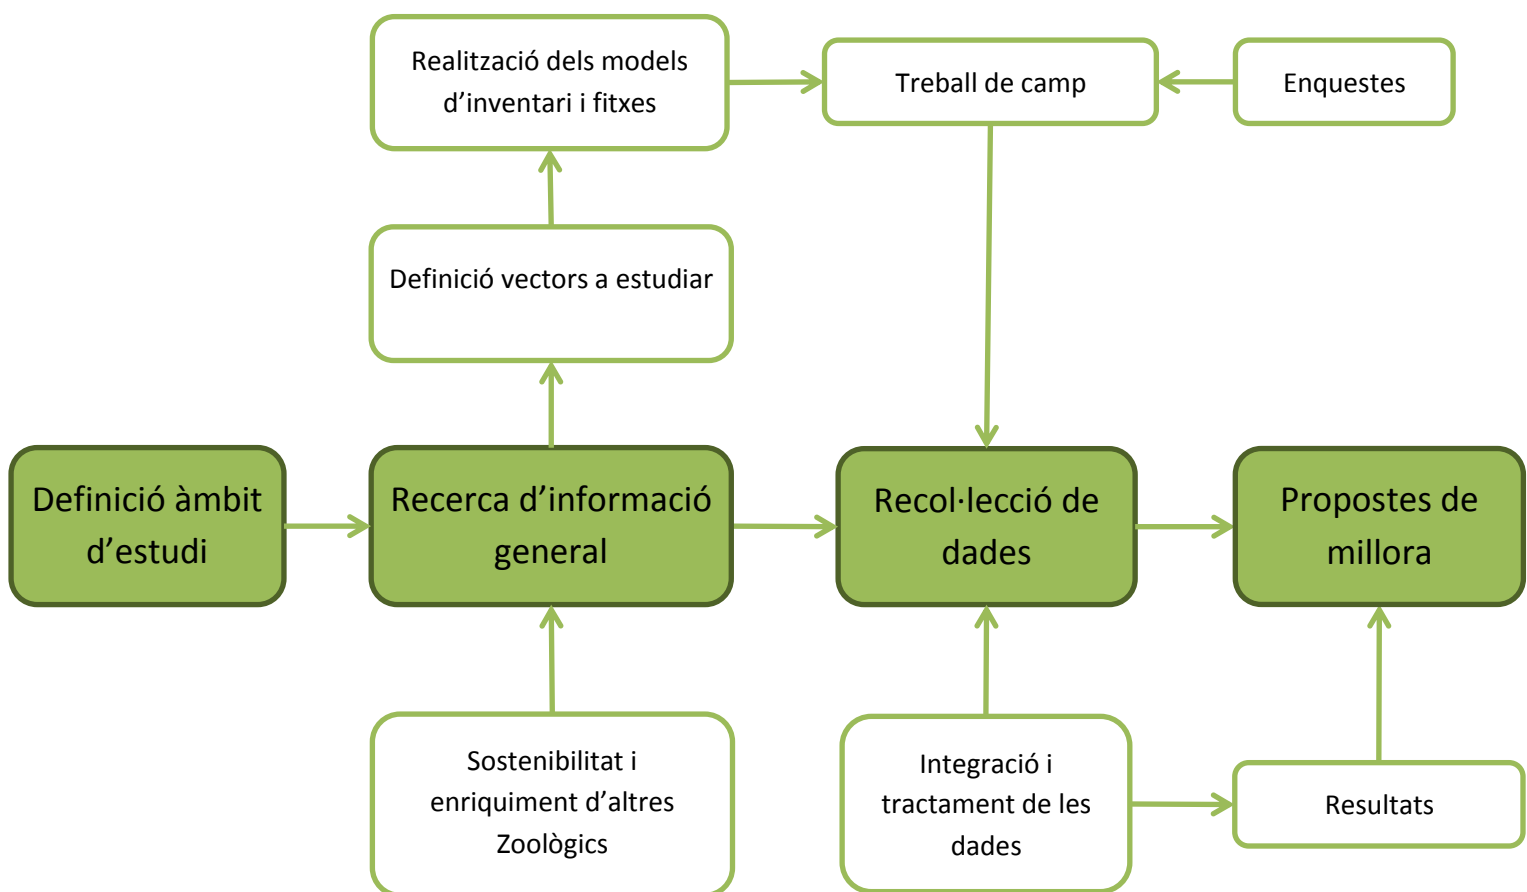 Realització dels models
d’inventari i fitxes
Treball de camp
Enquestes
Definició vectors a estudiar
Definició àmbit
d’estudi
Recerca d’informació
general
Recol·lecció de
dades
Propostes de
millora
Sostenibilitat i
enriquiment d’altres
Zoològics
Integració i
tractament de les
dades
Resultats